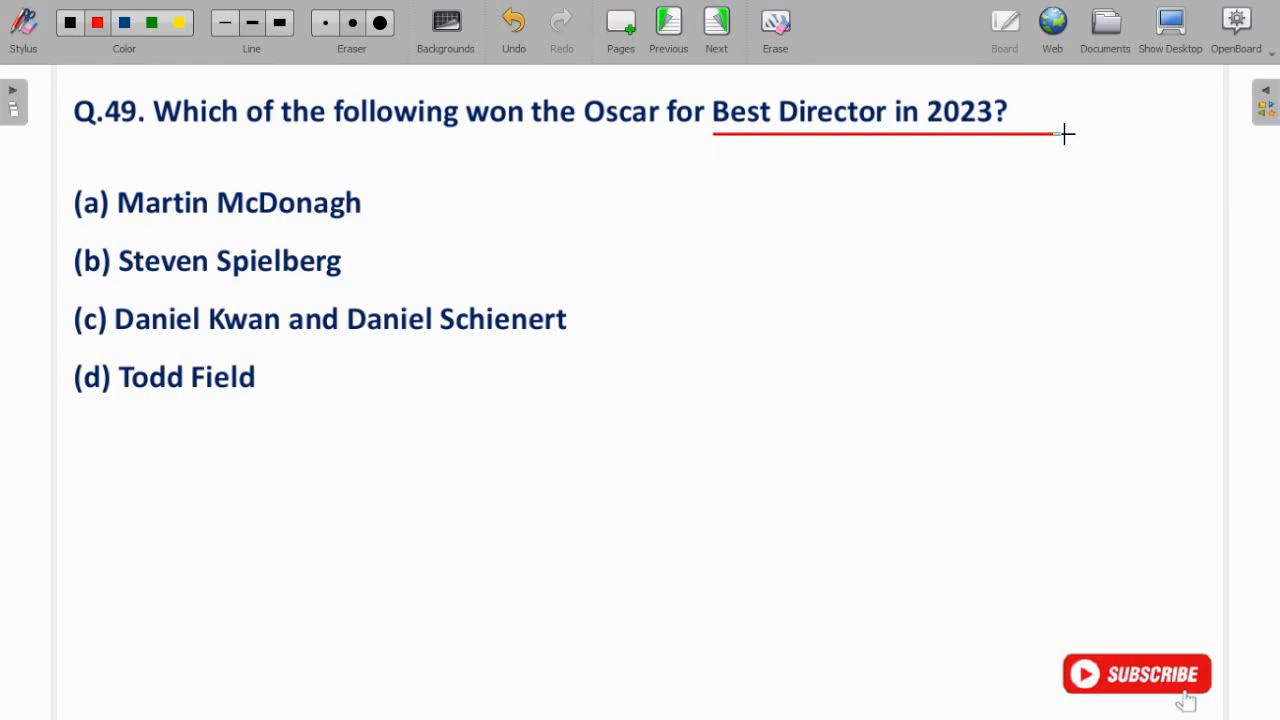 Stylus
Color
Line
Eraser
Backgrounds
Undo
Redo
Pages
Previous
Next
Erase
Board
Web
Documents
Show Desktop
OpenBoard
Q.49. Which of the following won the Oscar for Best Director in 2023?
(a) Martin McDonagh
(b) Steven Spielberg
(c) Daniel Kwan and Daniel Schienert
(d) Todd Field
SUBSCRIBE